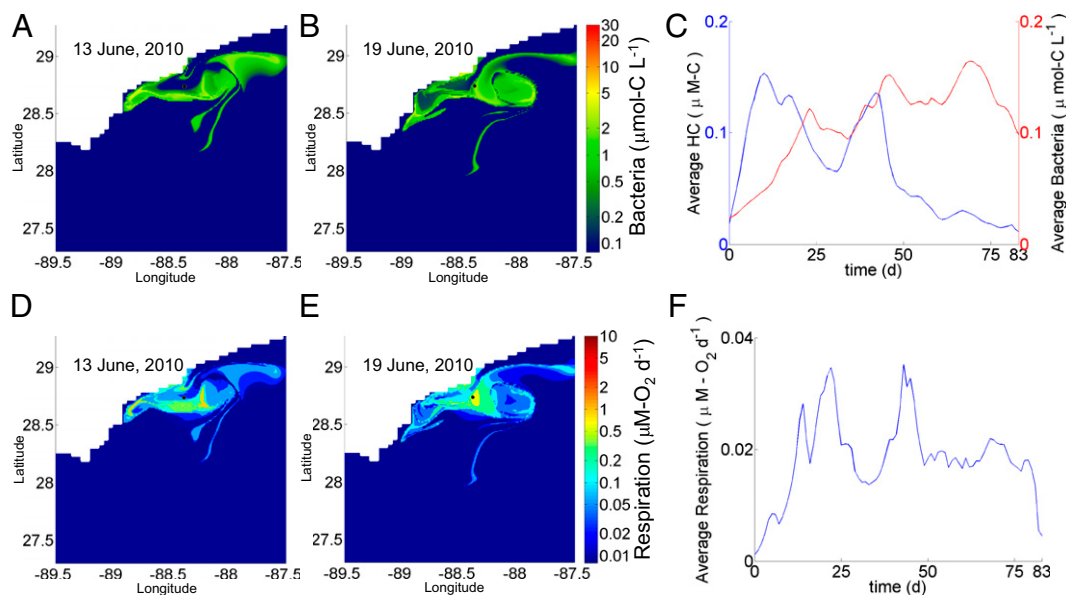 A
13 June, 2010
29
28.5
28
27.5
Latitude
-89.5 -89 -88.5 -88 -87.5
Longitude
B
19 June, 2010
29
28.5
28
27.5
Latitude
-89.5 -89 -88.5 -88 -87.5
Longitude
30
20
10
5
2
1
0.5
0.2
0.1
Bacteria (μmol-C L⁻¹)
C
0.2
0.1
0
Average HC ( μ M-C )
0.2
0.1
0
Average Bacteria ( μ mol-C L⁻¹)
0 25 50 75 83
time (d)
D
13 June, 2010
29
28.5
28
27.5
Latitude
-89.5 -89 -88.5 -88 -87.5
Longitude
E
19 June, 2010
29
28.5
28
27.5
Latitude
-89.5 -89 -88.5 -88 -87.5
Longitude
10
5
2
1
0.5
0.2
0.1
0.05
0.02
0.01
Respiration (μM-O₂ d⁻¹)
F
0.04
0.02
0
Average Respiration ( μ M - O₂ d⁻¹)
0 25 50 75 83
time (d)